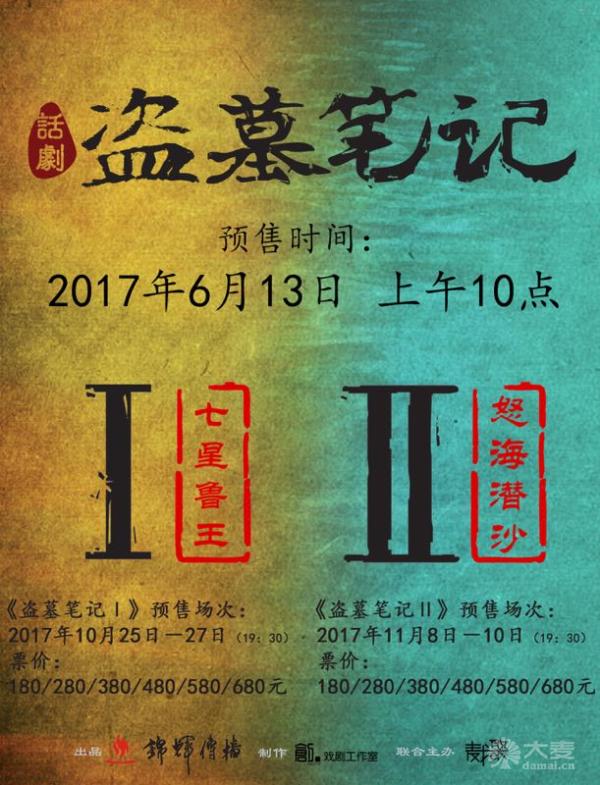 話劇
盗墓笔记
预售时间：
2017年6月13日 上午10点
I
七星鲁王
II
怒海潜沙
《盗墓笔记Ⅰ》预售场次：
2017年10月25日—27日（19：30）
票价：
180/280/380/480/580/680元
《盗墓笔记Ⅱ》预售场次：
2017年11月8日—10日（19：30）
票价：
180/280/380/480/580/680元
出品 錦輝傳播 制作 創·戏剧工作室 联合主办
大麦
damai.cn